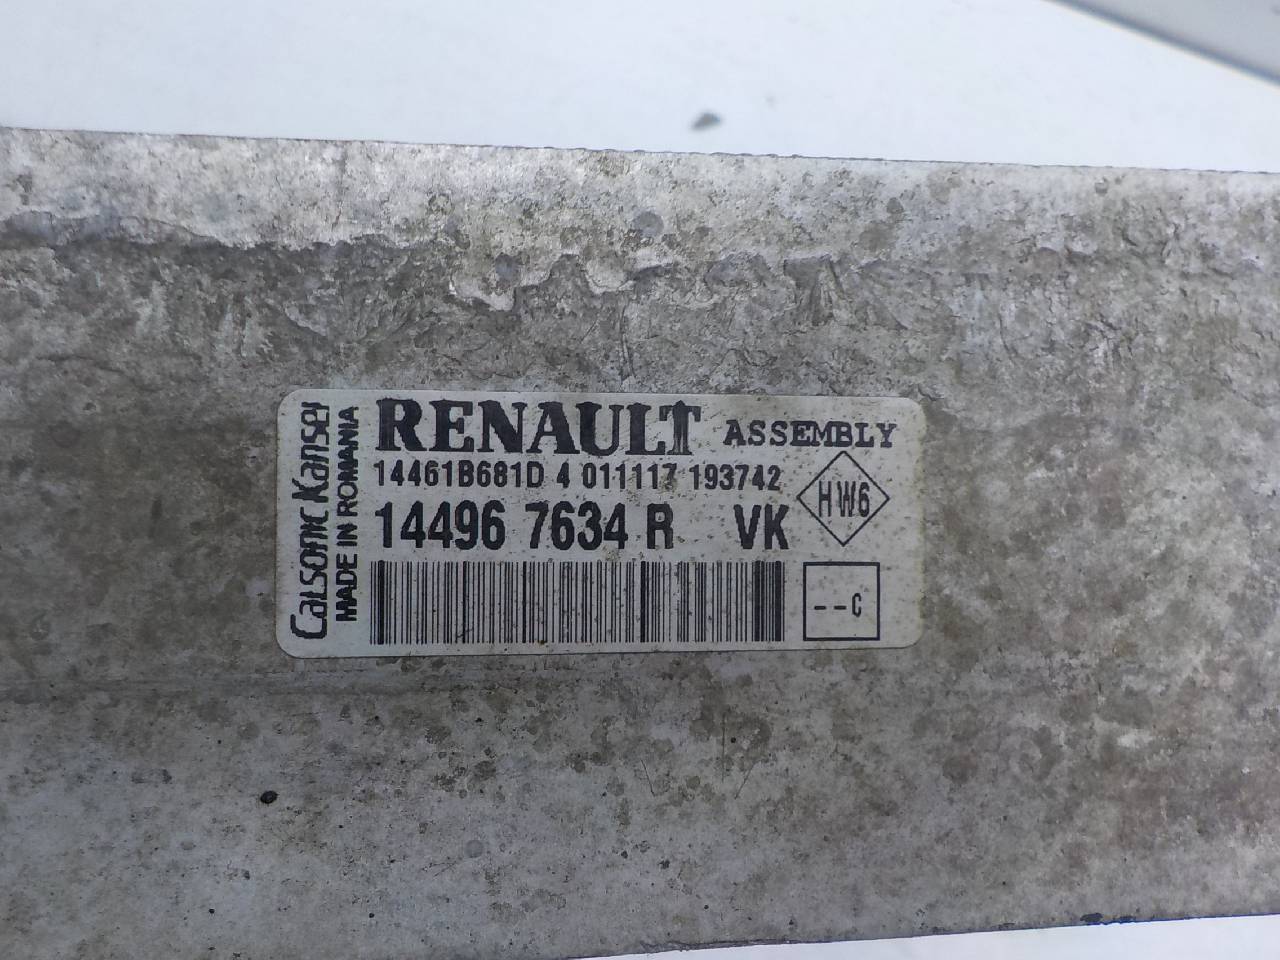 Calsonic Kansei
MADE IN ROMANIA
RENAULT ASSEMBLY
14461B681D 4 011117 193742
14496 7634 R VK
HW6
--C